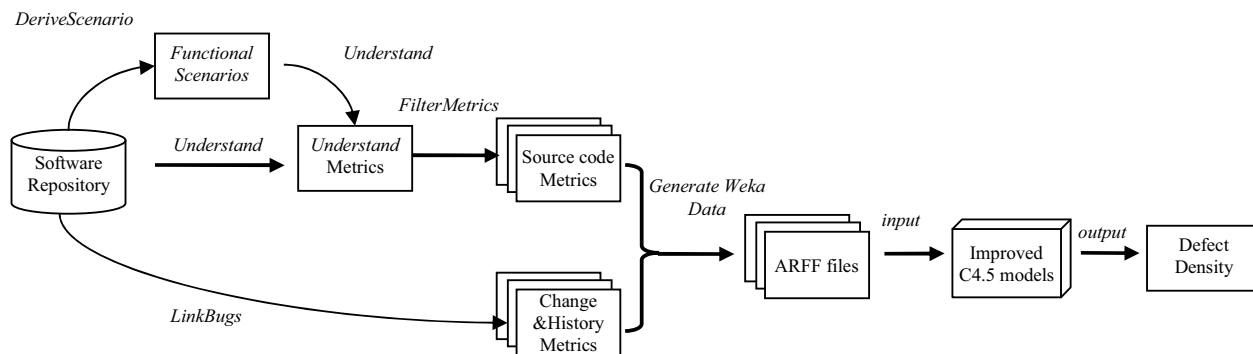 DeriveScenario
Functional
Scenarios
Understand
FilterMetrics
Software
Repository
Understand
Understand
Metrics
Source code
Metrics
Generate Weka
Data
ARFF files
input
Improved
C4.5 models
output
Defect
Density
LinkBugs
Change
&History
Metrics